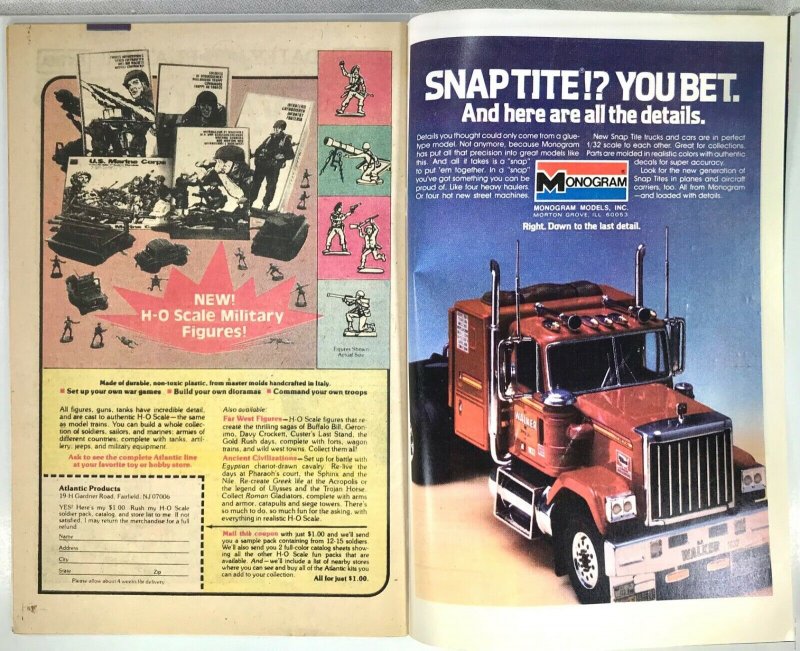 U.S. Marine Corps
NEW!
H-O Scale Military
Figures!
Figures Shown
Actual Size
Made of durable, non-toxic plastic, from master molds handcrafted in Italy.
Set up your own war games Build your own dioramas Command your own troops
All figures, guns, tanks have incredible detail,
and are cast to authentic H-O Scale—the same
as model trains. You can build a whole collec-
tion of soldiers, sailors, and marines; armies of
different countries; complete with tanks, artil-
lery, jeeps, and military equipment.
Ask to see the complete Atlantic line
at your favorite toy or hobby store.
Atlantic Products
19-H Gardner Road, Fairfield, NJ 07006
YES! Here's my $1.00. Rush my H-O Scale
soldier pack, catalog, and store list to me. If not
satisfied, I may return the merchandise for a full
refund.
Name
Address
City
State Zip
Please allow about 4 weeks for delivery.
Also available:
Far West Figures—H-O Scale figures that re-
create the thrilling sagas of Buffalo Bill, Geron-
imo, Davy Crockett, Custer's Last Stand, the
Gold Rush days, complete with forts, wagon
trains, and wild west towns. Collect them all!
Ancient Civilizations—Set up for battle with
Egyptian chariot-drawn cavalry. Re-live the
days at Pharaoh's court, the Sphinx and the
Nile. Re-create Greek life at the Acropolis or
the legend of Ulysses and the Trojan Horse.
Collect Roman Gladiators, complete with arms
and armor, catapults and siege towers. There's
so much to do, so much fun for the asking, with
everything in realistic H-O Scale.
Mail this coupon with just $1.00 and we'll send
you a sample pack containing from 12-15 soldiers.
We'll also send you 2 full-color catalog sheets show-
ing all the other H-O Scale fun packs that are
available. And—we'll include a list of nearby stores
where you can see and buy all of the Atlantic kits you
can add to your collection. All for just $1.00.
SNAP TITE®!? YOU BET.
And here are all the details.
Details you thought could only come from a glue-
type model. Not anymore, because Monogram
has put all that precision into great models like
this. And all it takes is a "snap"
to put 'em together. In a "snap"
you've got something you can be
proud of. Like four heavy haulers.
Or four hot new street machines.
New Snap Tite trucks and cars are in perfect
1/32 scale to each other. Great for collections.
Parts are molded in realistic colors with authentic
decals for super accuracy.
Look for the new generation of
Snap Tites in planes and aircraft
carriers, too. All from Monogram
—and loaded with details.
M MONOGRAM
MONOGRAM MODELS, INC.
MORTON GROVE, ILL 60053
Right. Down to the last detail.
WALKER
WALKER